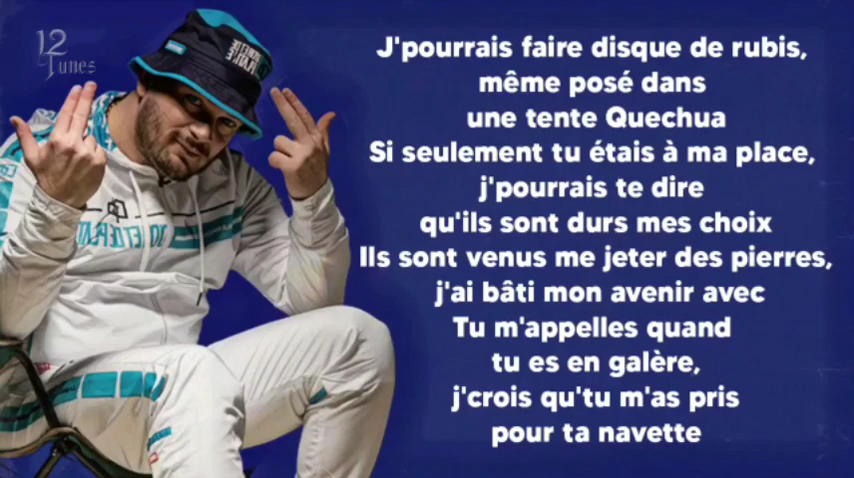 12
Tunes
J'pourrais faire disque de rubis,
même posé dans
une tente Quechua
Si seulement tu étais à ma place,
j'pourrais te dire
qu'ils sont durs mes choix
Ils sont venus me jeter des pierres,
j'ai bâti mon avenir avec
Tu m'appelles quand
tu es en galère,
j'crois qu'tu m'as pris
pour ta navette